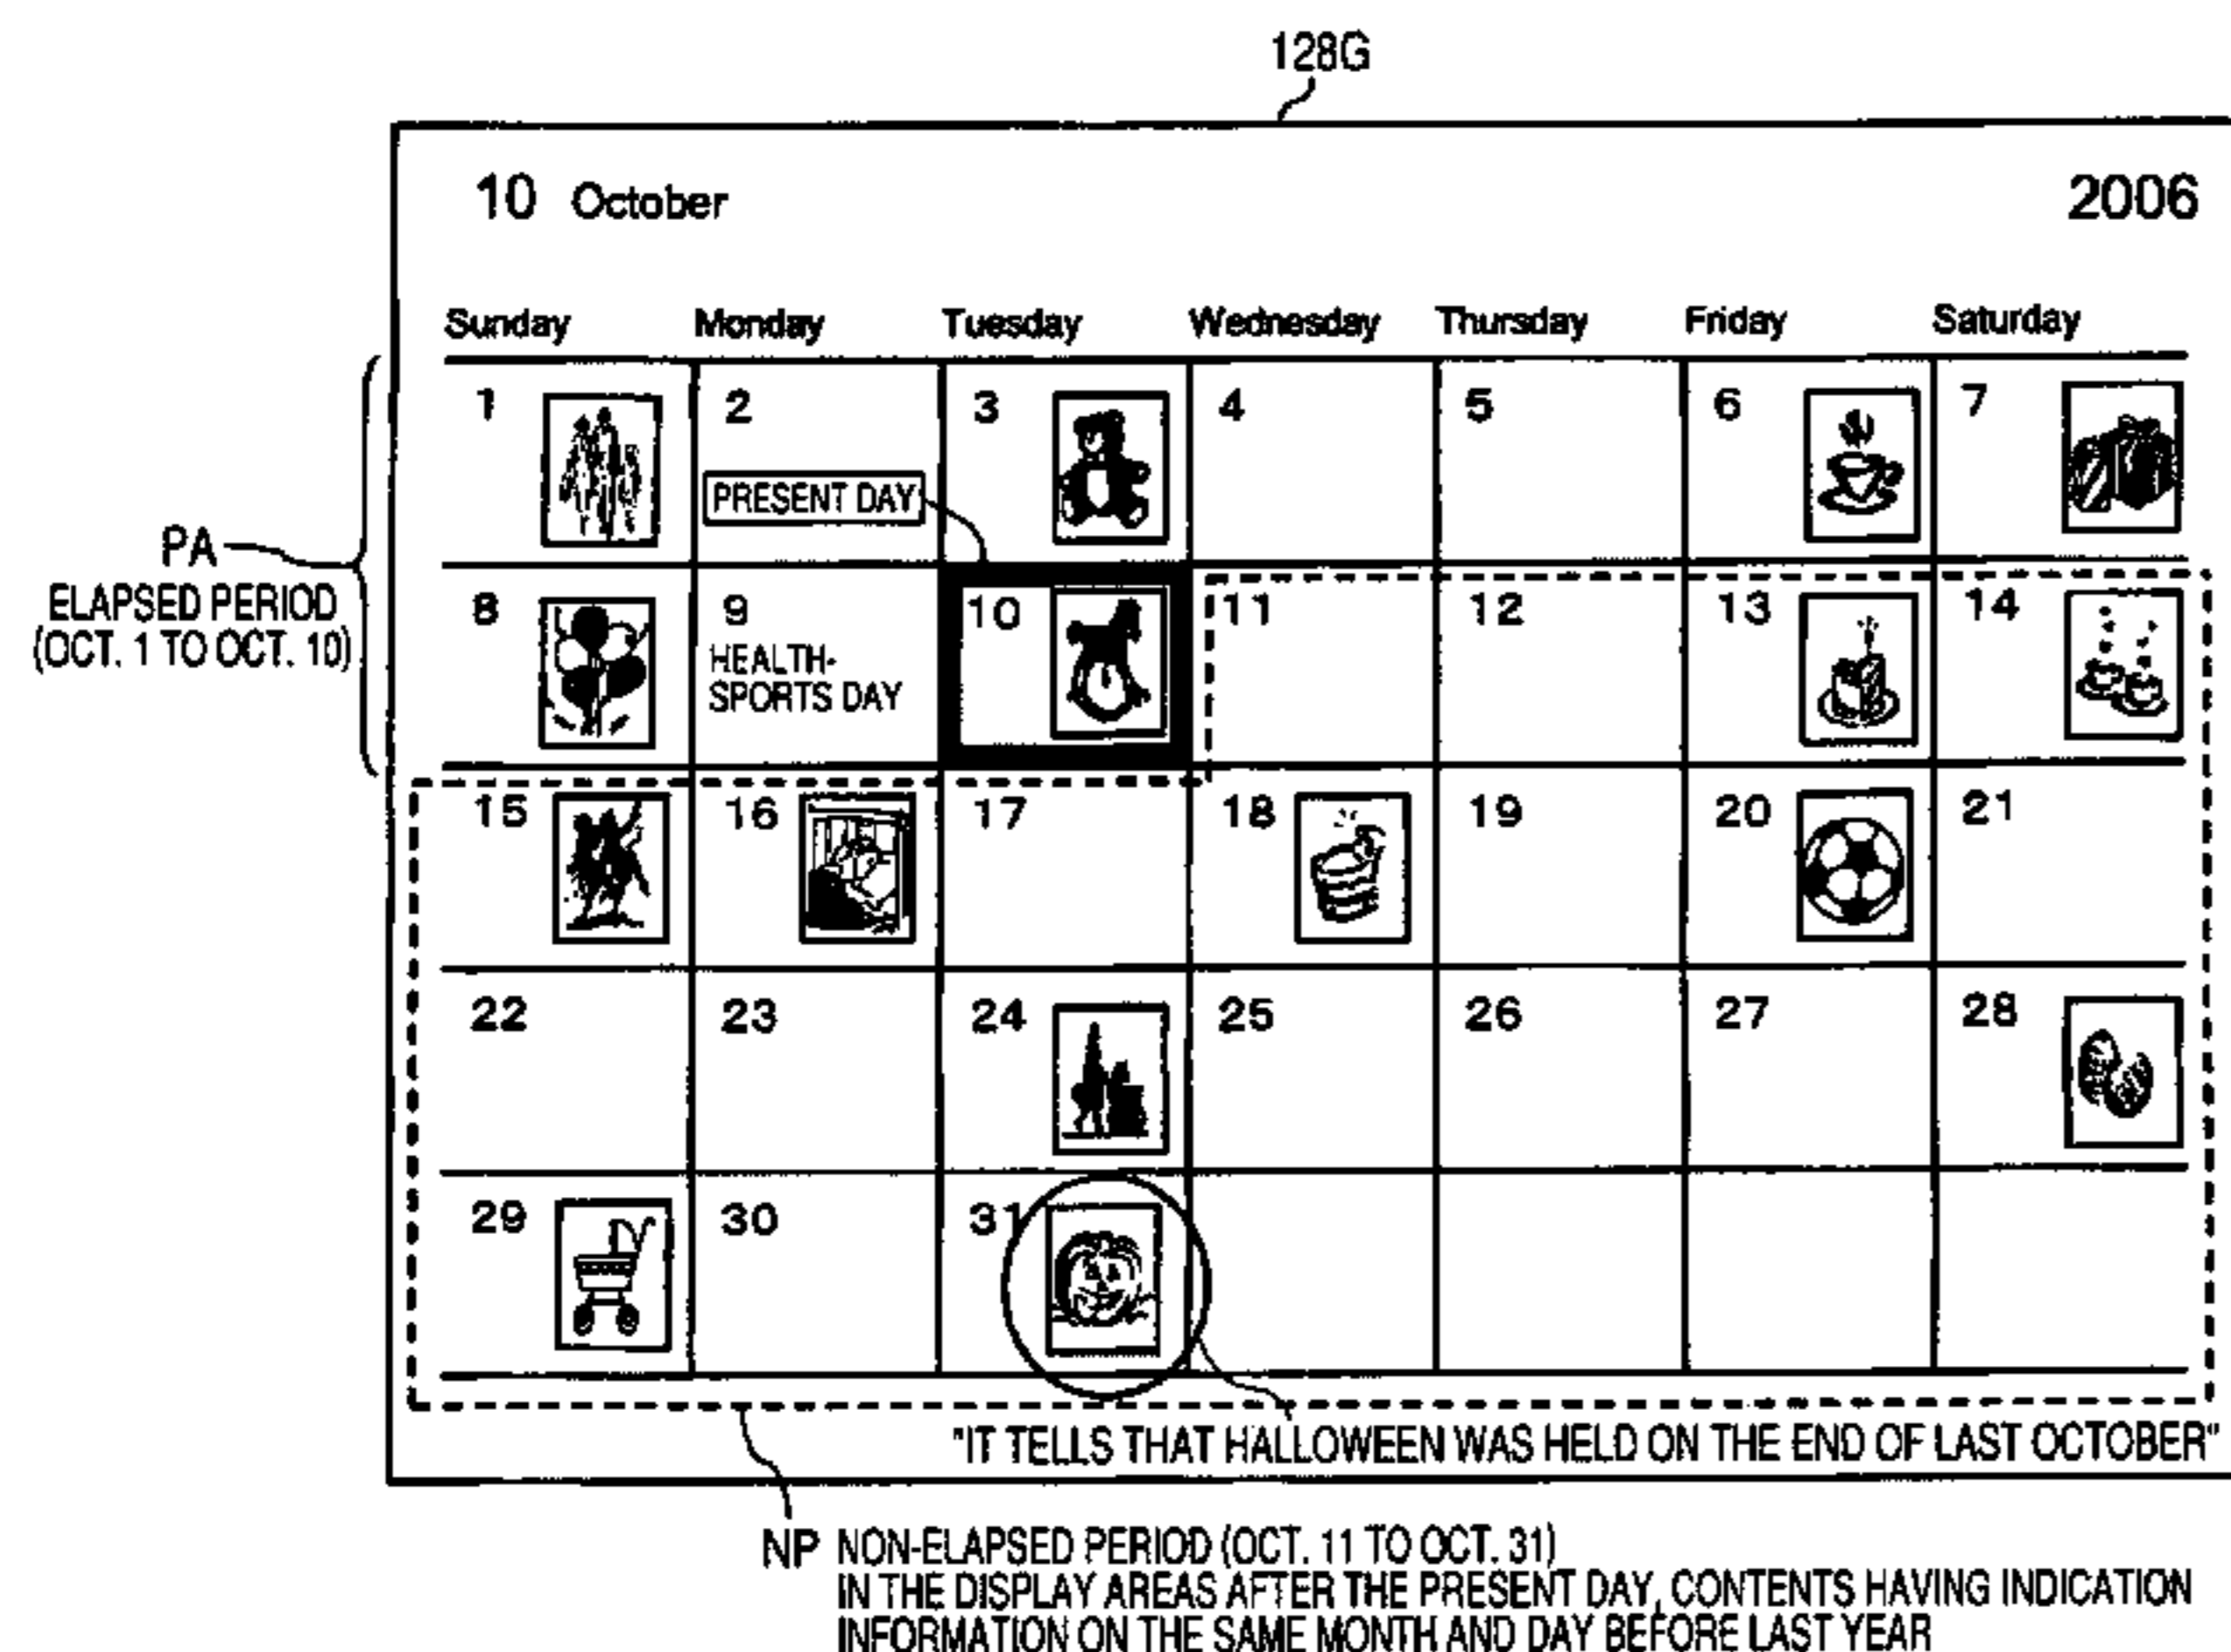 128G
10 October 2006
Sunday Monday Tuesday Wednesday Thursday Friday Saturday
1 2 3 4 5 6 7
PRESENT DAY
PA
ELAPSED PERIOD
(OCT. 1 TO OCT. 10)
8 9 10 11 12 13 14
HEALTH-
SPORTS DAY
15 16 17 18 19 20 21
22 23 24 25 26 27 28
29 30 31
"IT TELLS THAT HALLOWEEN WAS HELD ON THE END OF LAST OCTOBER"
NP NON-ELAPSED PERIOD (OCT. 11 TO OCT. 31)
IN THE DISPLAY AREAS AFTER THE PRESENT DAY, CONTENTS HAVING INDICATION
INFORMATION ON THE SAME MONTH AND DAY BEFORE LAST YEAR